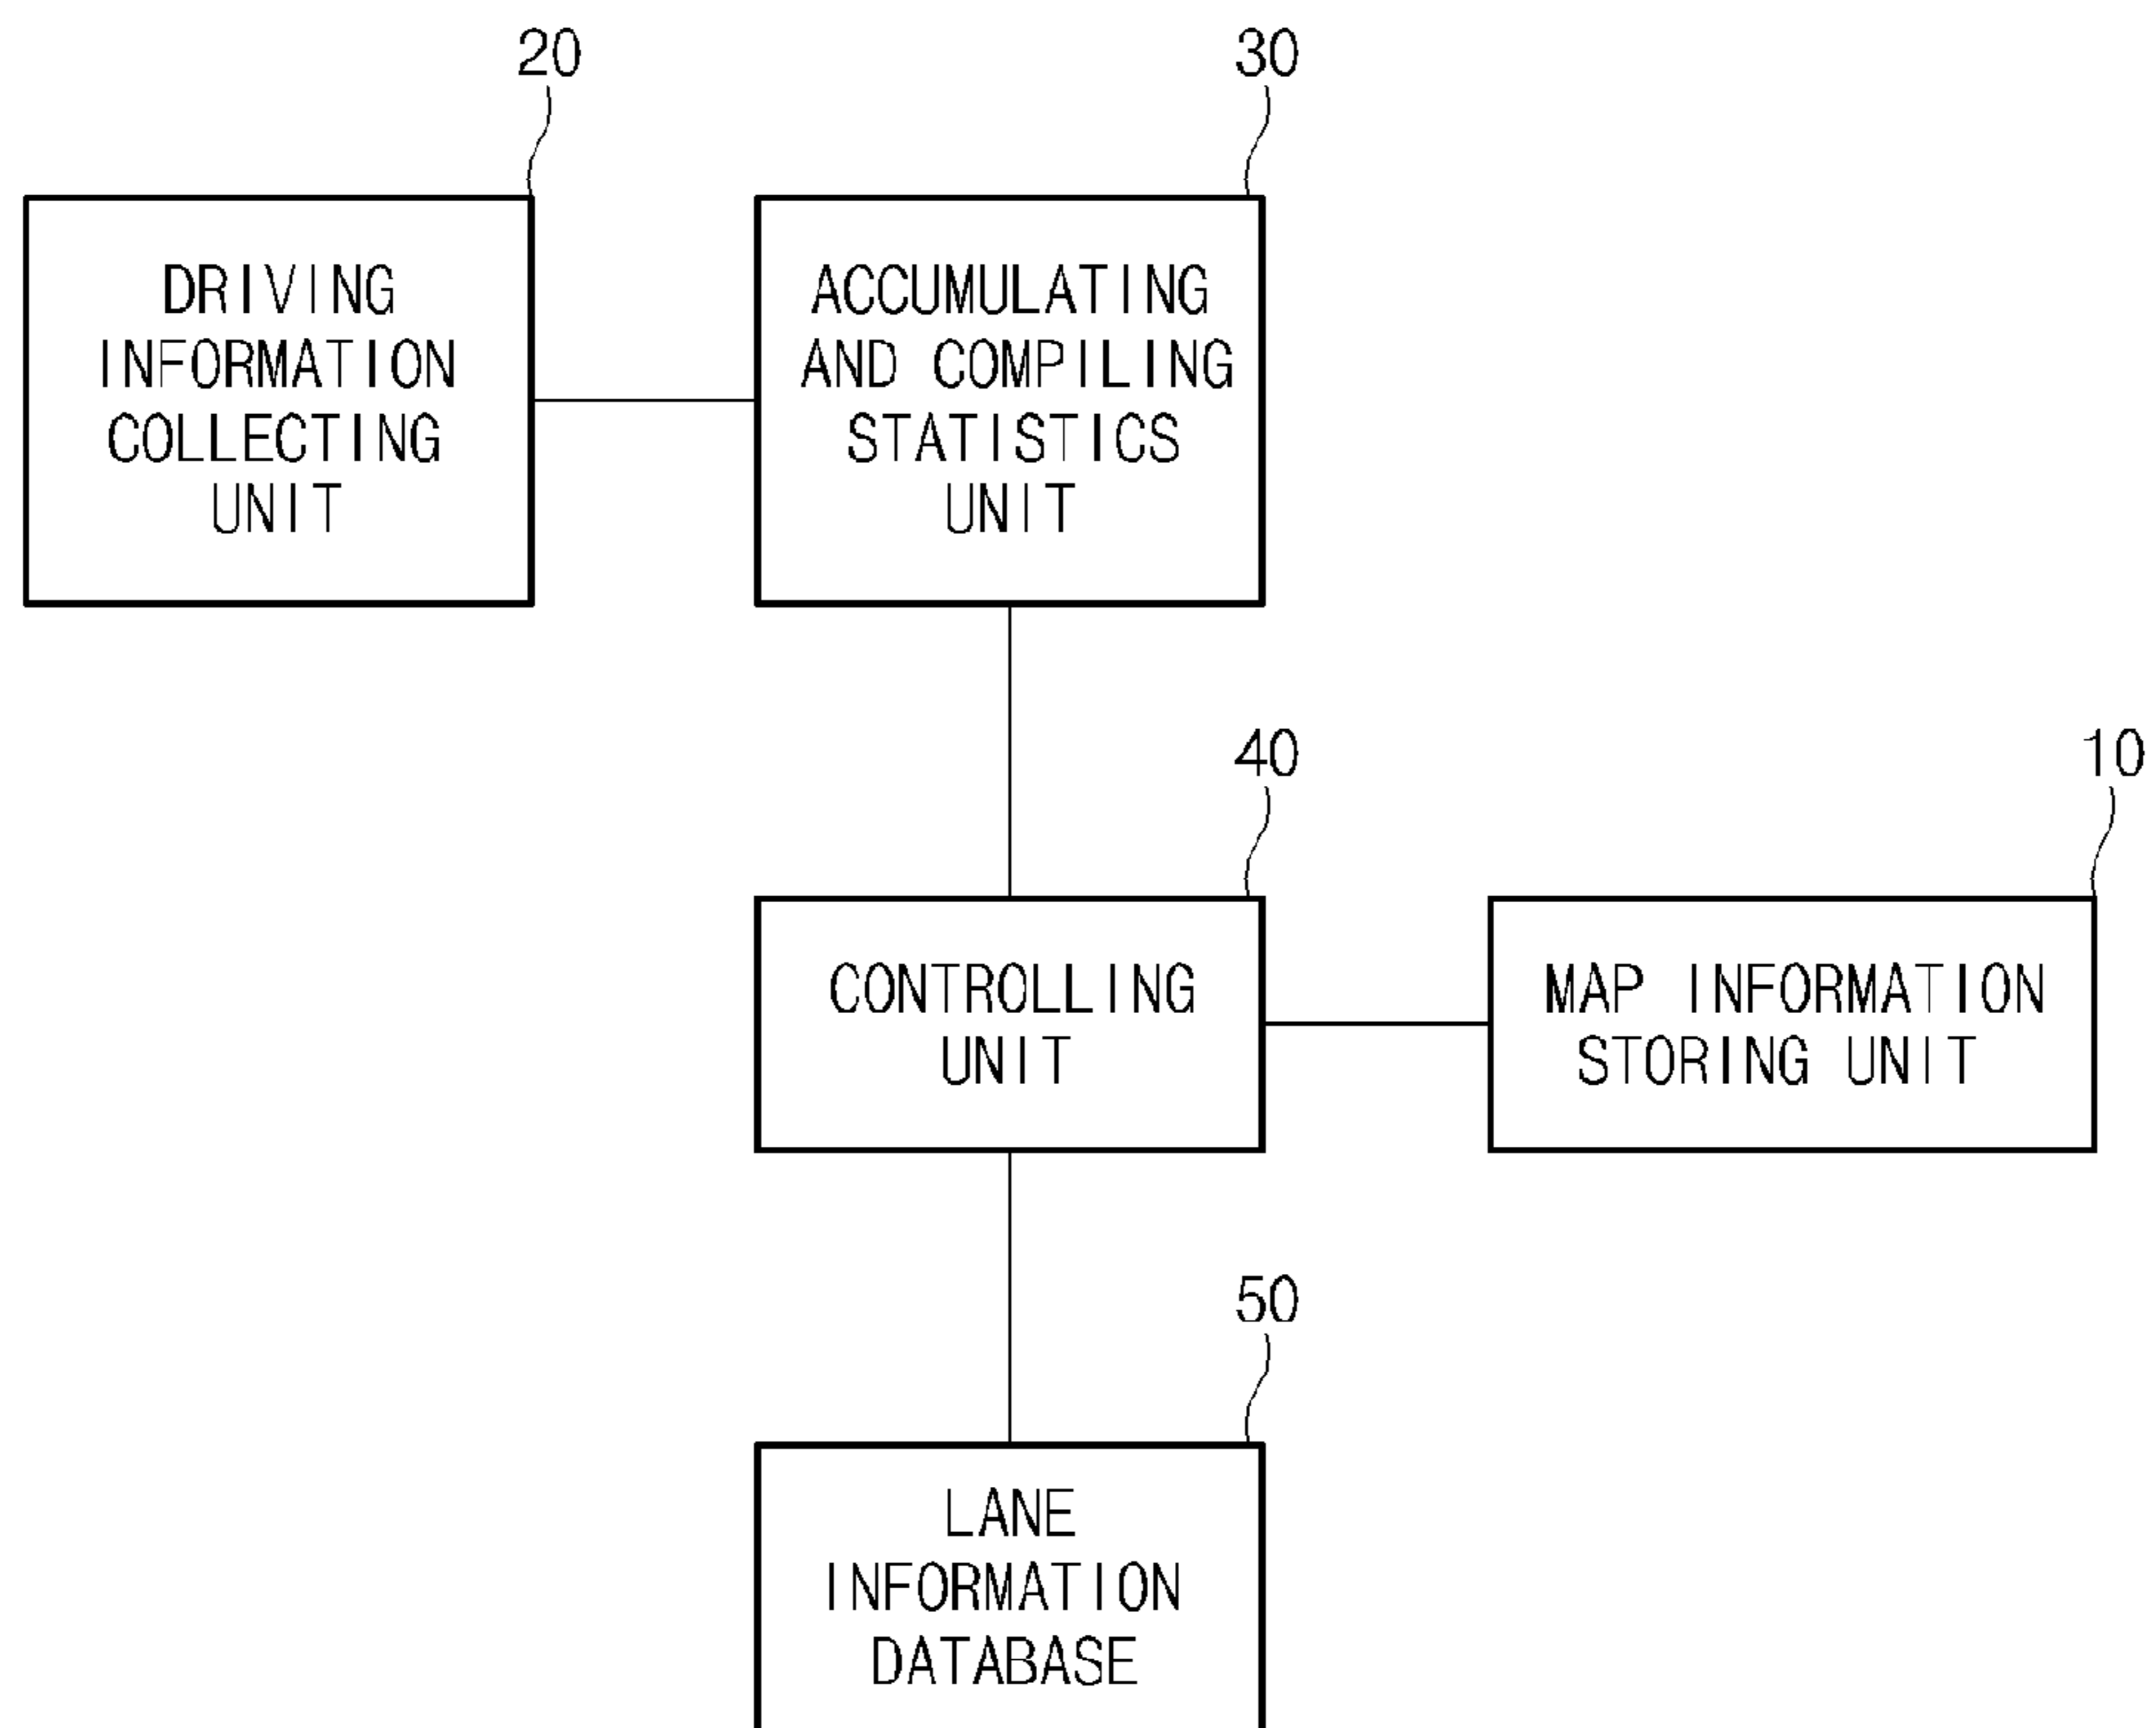 20
30
DRIVING
INFORMATION
COLLECTING
UNIT
ACCUMULATING
AND COMPILING
STATISTICS
UNIT
40
10
CONTROLLING
UNIT
MAP INFORMATION
STORING UNIT
50
LANE
INFORMATION
DATABASE